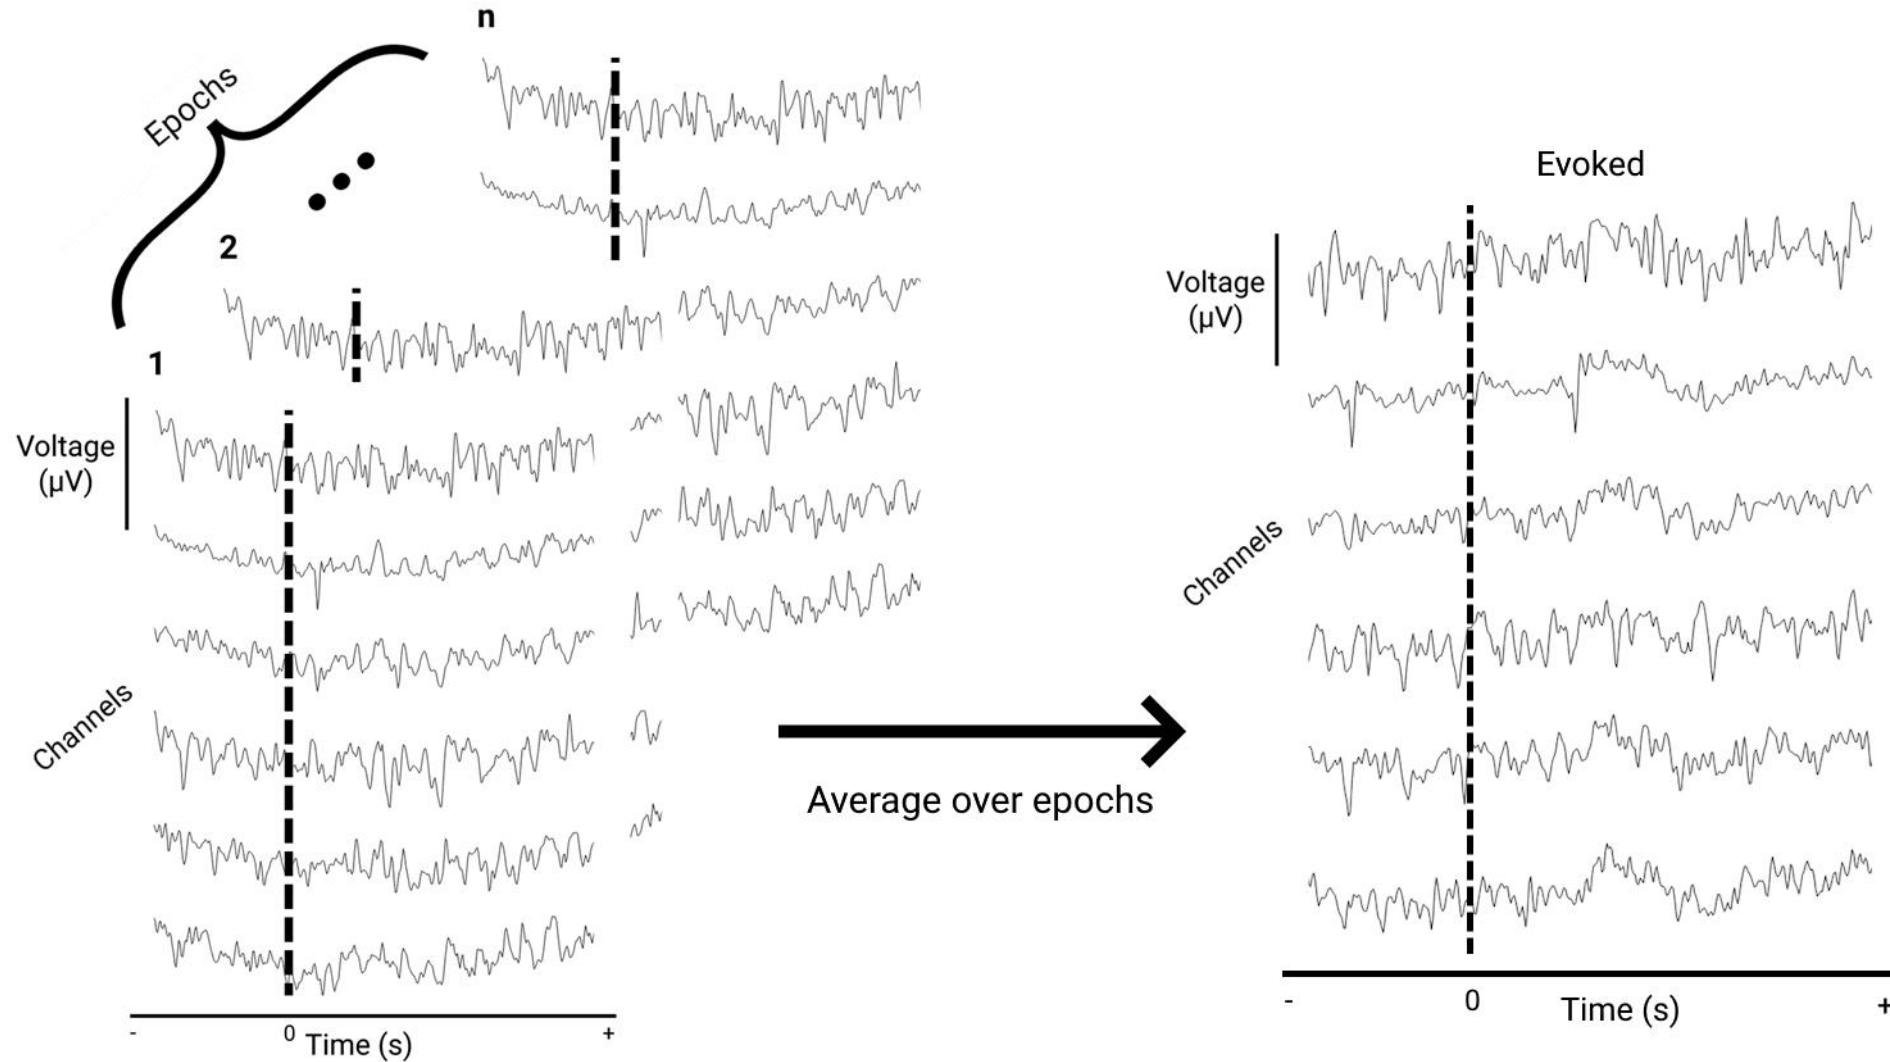 n
Epochs
2
1
Voltage
(µV)
Channels
- 0 +
Time (s)
Average over epochs
Evoked
Voltage
(µV)
Channels
- 0 +
Time (s)